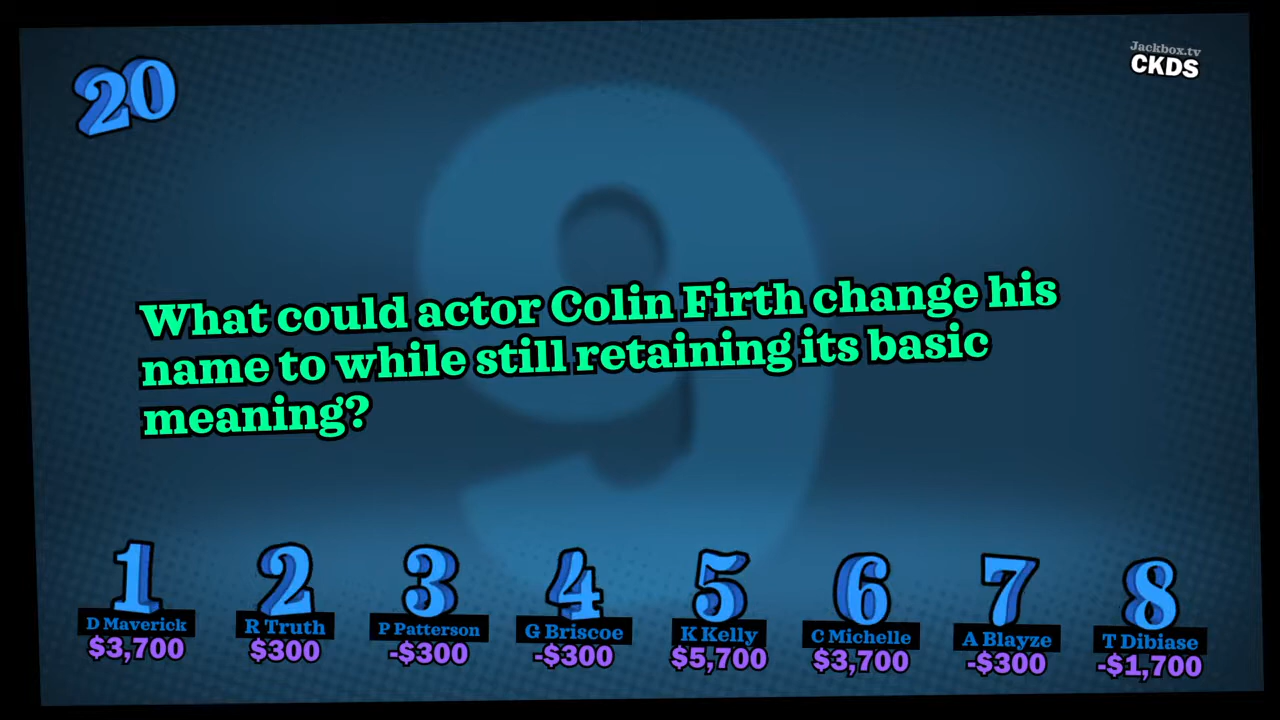 20
Jackbox.tv
CKDS
9
What could actor Colin Firth change his
name to while still retaining its basic
meaning?
1 2 3 4 5 6 7 8
D Maverick R Truth P Patterson G Briscoe K Kelly C Michelle A Blayze T Dibiase
$3,700 $300 -$300 -$300 $5,700 $3,700 -$300 -$1,700